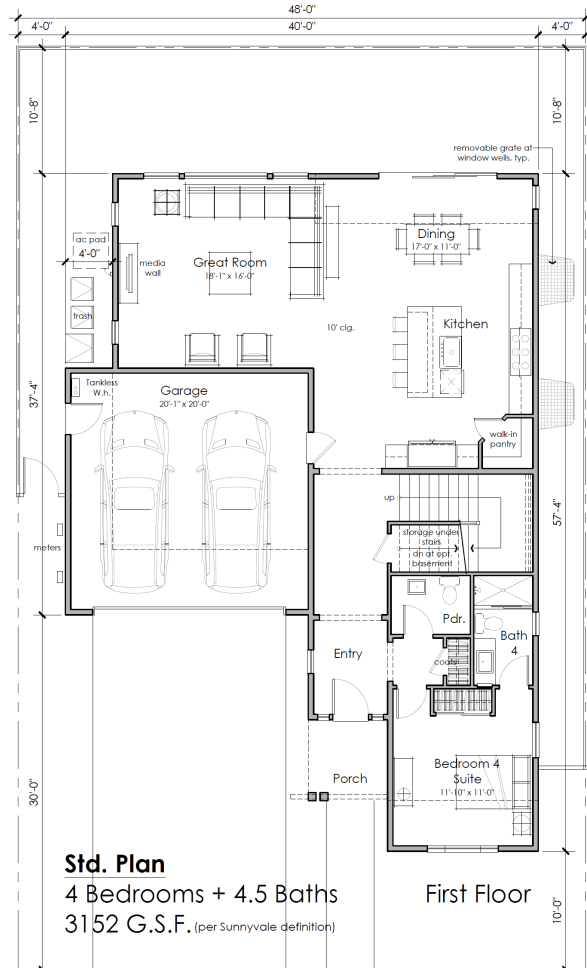 48'-0"
4'-0" 40'-0" 4'-0"
10'-8" 10'-8"
removable grate at
window wells, typ.
ac pad
4'-0"
media
wall
Great Room
18'-1" x 16'-0"
Dining
17'-0" x 11'-0"
trash
10' clg.
Kitchen
Tankless
W.h.
Garage
20'-1" x 20'-0"
37'-4"
walk-in
pantry
up
57'-4"
storage under
stairs
dn at opt.
basement
meters
Pdr.
Bath
4
Entry
coats
Porch
Bedroom 4
Suite
11'-10" x 11'-0"
30'-0"
Std. Plan
4 Bedrooms + 4.5 Baths
3152 G.S.F. (per Sunnyvale definition)
First Floor
10'-0"